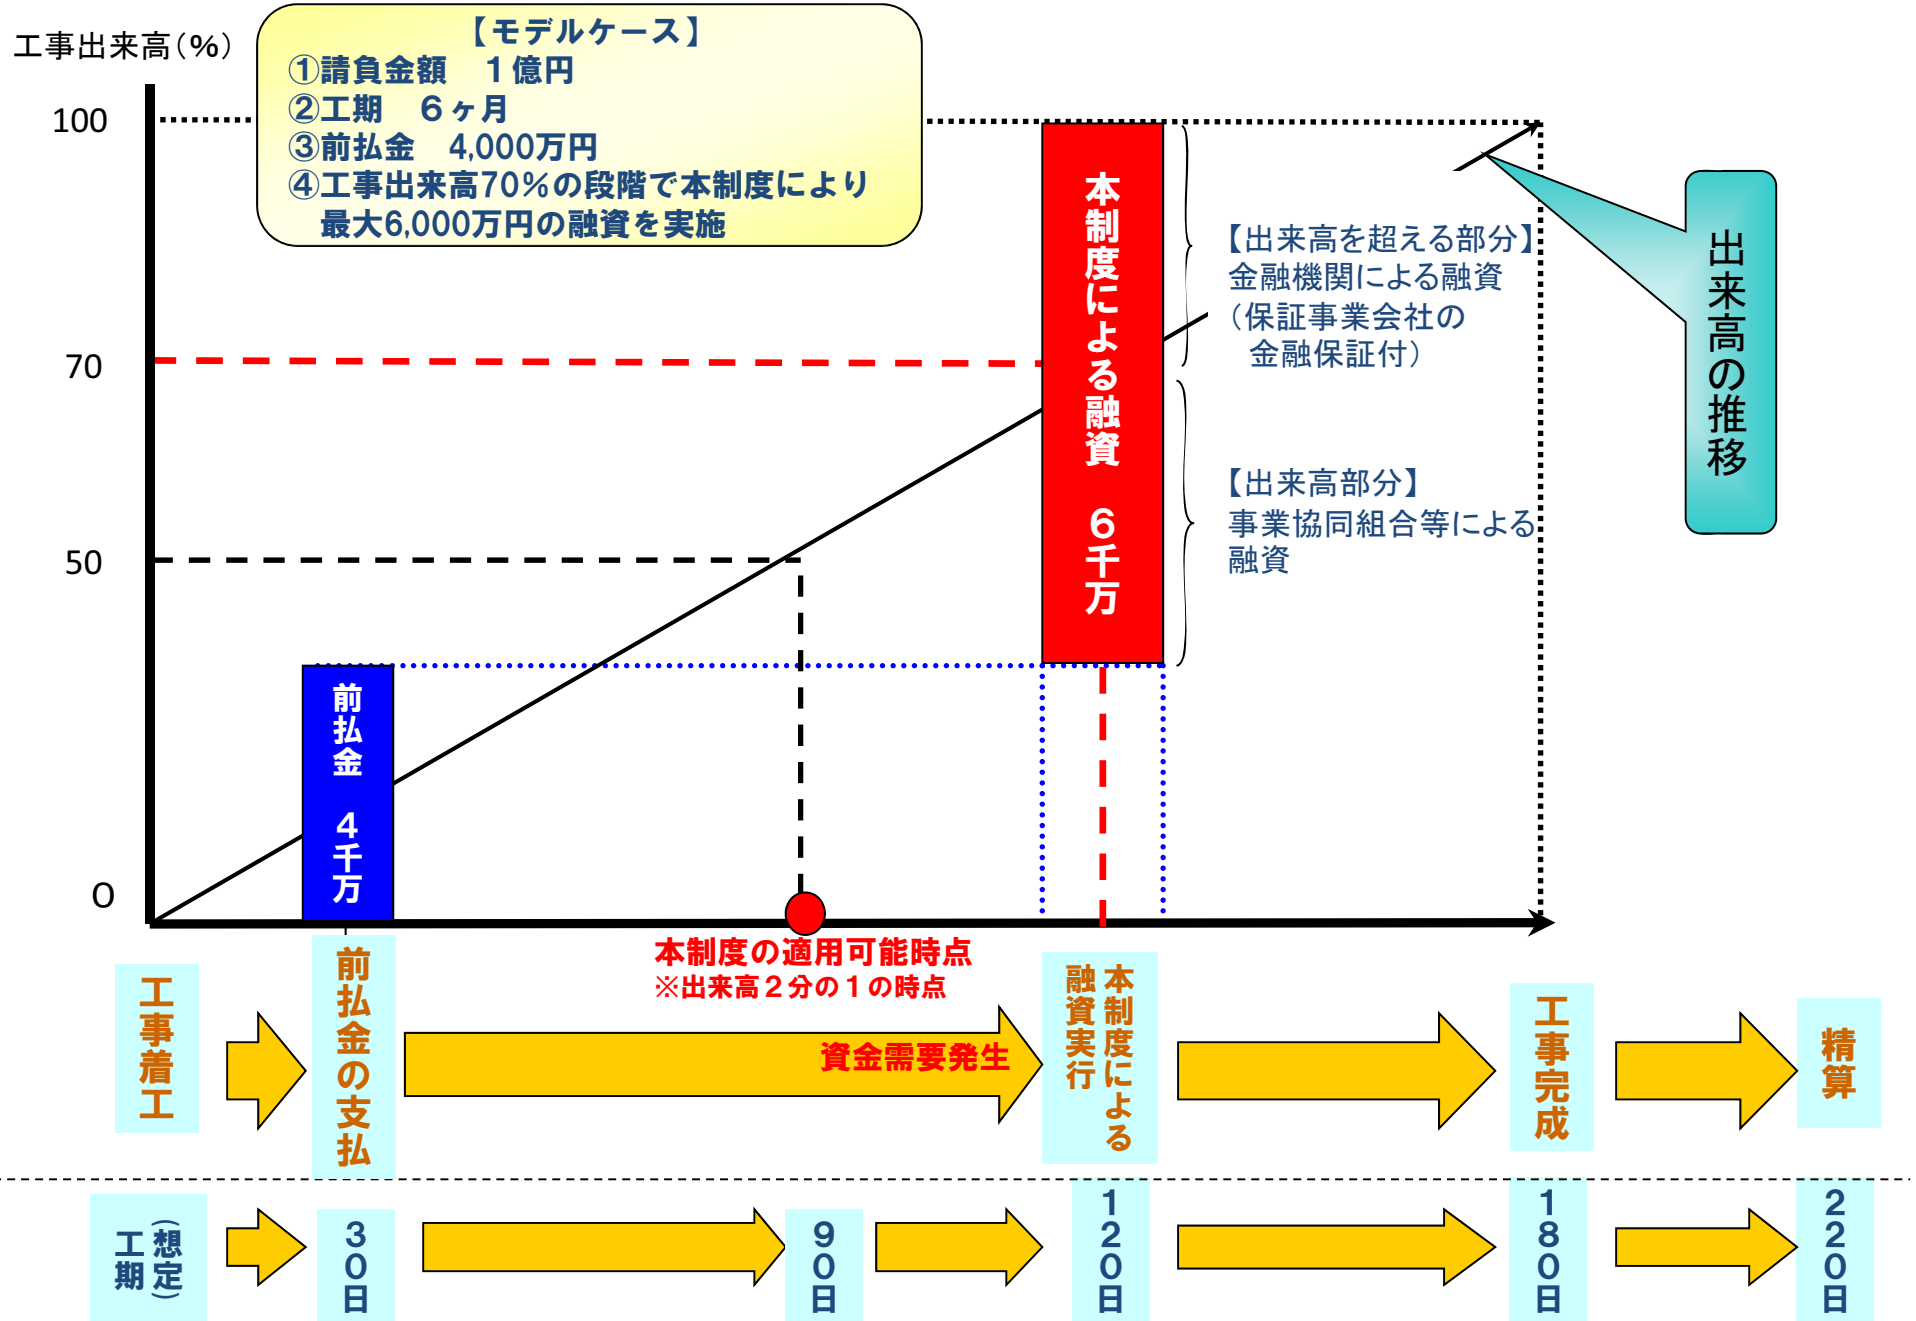 工事出来高(%)
【モデルケース】
①請負金額　1億円
②工期　6ヶ月
③前払金　4,000万円
④工事出来高70%の段階で本制度により
最大6,000万円の融資を実施
100
70
50
0
本制度による融資　6千万
【出来高を超える部分】
金融機関による融資
（保証事業会社の
金融保証付）
【出来高部分】
事業協同組合等による
融資
出来高の推移
前払金　4千万
本制度の適用可能時点
※出来高２分の１の時点
工事着工
前払金の支払
資金需要発生
本制度による
融資実行
工事完成
精算
(想定)
工期
30日
90日
120日
180日
220日